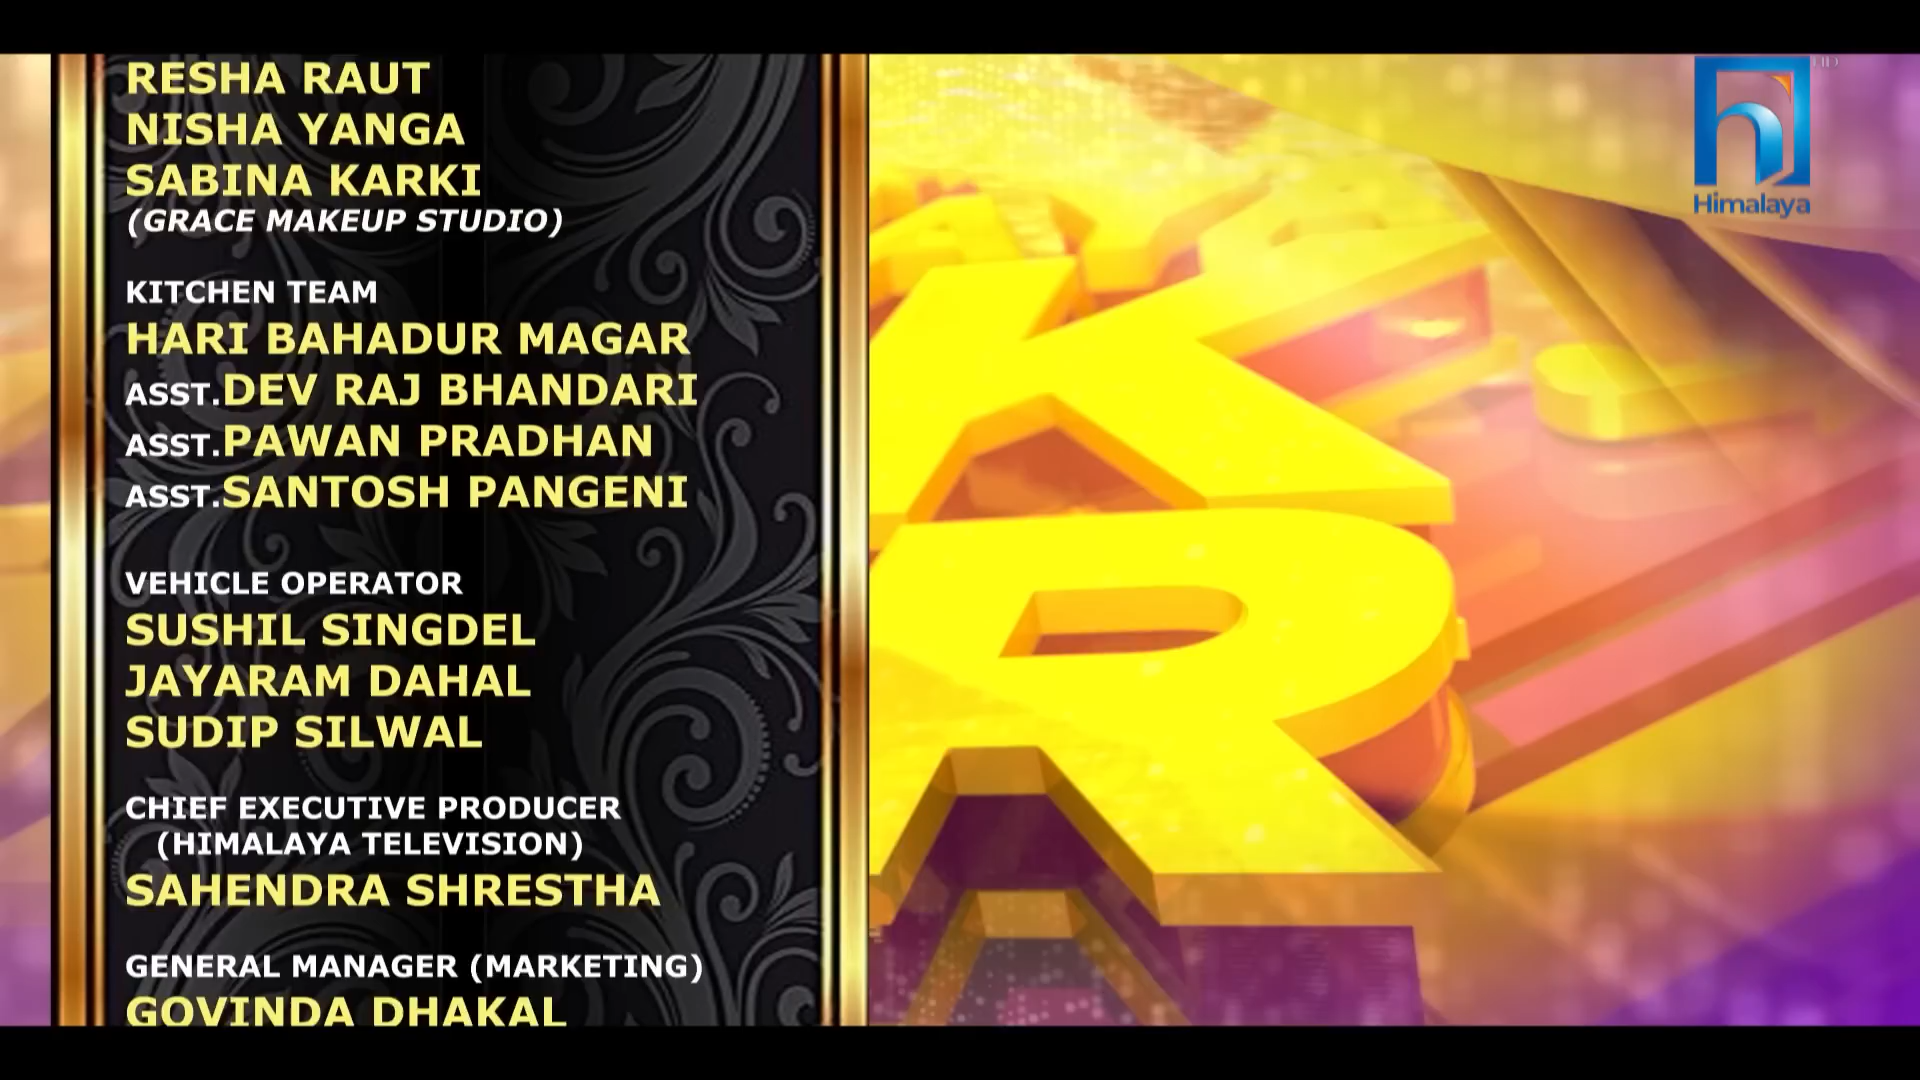 RESHA RAUT
NISHA YANGA
SABINA KARKI
(GRACE MAKEUP STUDIO)
KITCHEN TEAM
HARI BAHADUR MAGAR
ASST.DEV RAJ BHANDARI
ASST.PAWAN PRADHAN
ASST.SANTOSH PANGENI
VEHICLE OPERATOR
SUSHIL SINGDEL
JAYARAM DAHAL
SUDIP SILWAL
CHIEF EXECUTIVE PRODUCER
(HIMALAYA TELEVISION)
SAHENDRA SHRESTHA
GENERAL MANAGER (MARKETING)
GOVINDA DHAKAL
HD
Himalaya